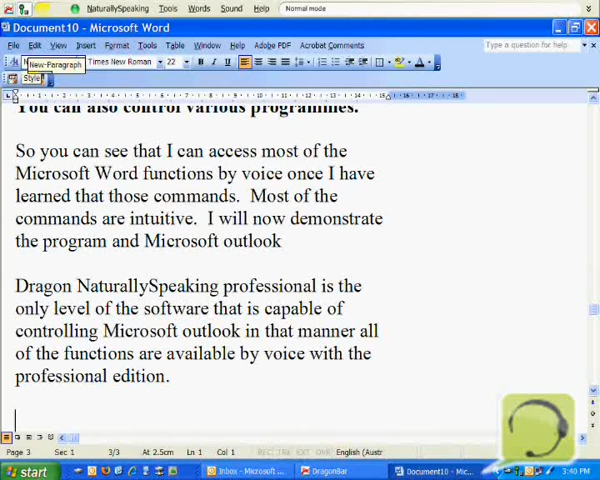 NaturallySpeaking Tools Words Sound Help Normal mode
Document10 - Microsoft Word
File Edit View Insert Format Tools Table Window Help Adobe PDF Acrobat Comments Type a question for help
New-Paragraph Times New Roman 22 B I U
Style
You can also control various programmes.
So you can see that I can access most of the
Microsoft Word functions by voice once I have
learned that those commands. Most of the
commands are intuitive. I will now demonstrate
the program and Microsoft outlook
Dragon NaturallySpeaking professional is the
only level of the software that is capable of
controlling Microsoft outlook in that manner all
of the functions are available by voice with the
professional edition.
Page 3 Sec 1 3/3 At 2.5cm Ln 1 Col 1 REC TRK EXT OVR English (Austr
start Inbox - Microsoft ... DragonBar Document10 - Mic... 3:40 PM